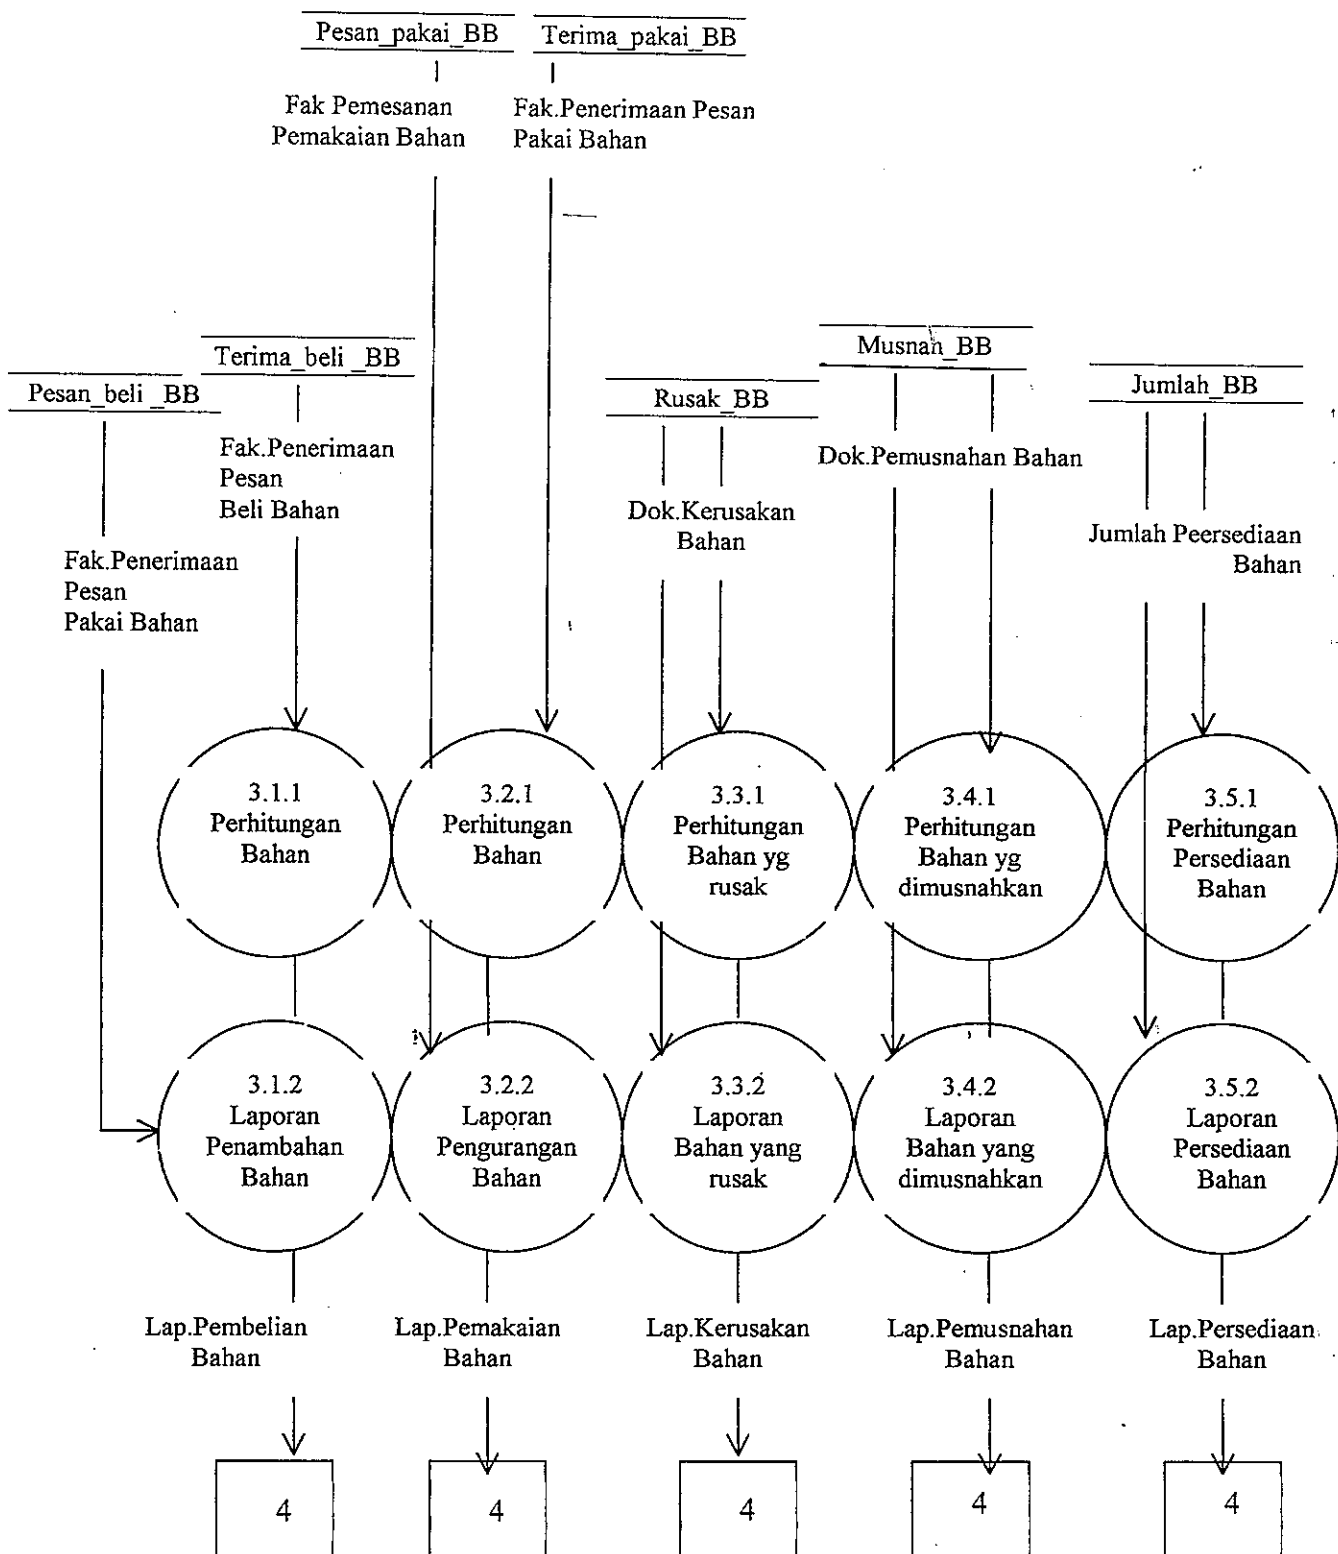 Pesan_pakai_BB
Terima_pakai_BB
Fak Pemesanan
Pemakaian Bahan
Fak.Penerimaan Pesan
Pakai Bahan
Pesan_beli _BB
Terima_beli _BB
Rusak_BB
Musnah_BB
Jumlah_BB
Fak.Penerimaan
Pesan
Beli Bahan
Dok.Pemusnahan Bahan
Dok.Kerusakan
Bahan
Jumlah Peersediaan
Bahan
Fak.Penerimaan
Pesan
Pakai Bahan
3.1.1
Perhitungan
Bahan
3.2.1
Perhitungan
Bahan
3.3.1
Perhitungan
Bahan yg
rusak
3.4.1
Perhitungan
Bahan yg
dimusnahkan
3.5.1
Perhitungan
Persediaan
Bahan
3.1.2
Laporan
Penambahan
Bahan
3.2.2
Laporan
Pengurangan
Bahan
3.3.2
Laporan
Bahan yang
rusak
3.4.2
Laporan
Bahan yang
dimusnahkan
3.5.2
Laporan
Persediaan
Bahan
Lap.Pembelian
Bahan
Lap.Pemakaian
Bahan
Lap.Kerusakan
Bahan
Lap.Pemusnahan
Bahan
Lap.Persediaan
Bahan
4
4
4
4
4